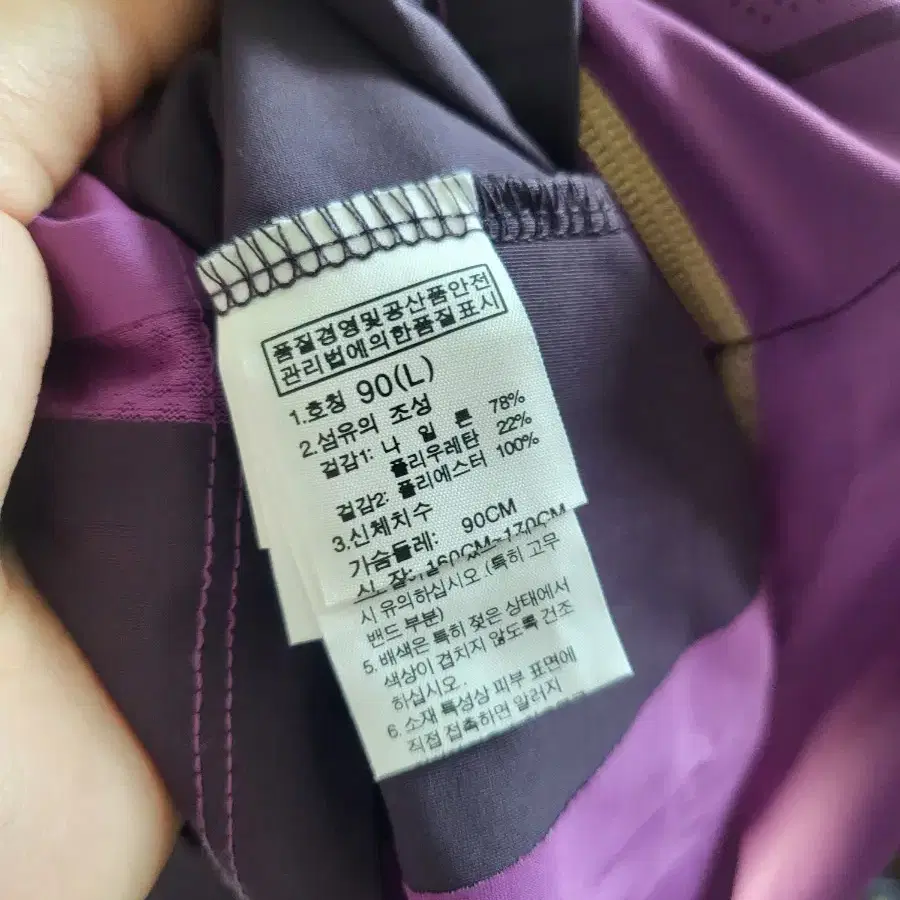 품질경영및공산품안전
관리법에의한품질표시
1.호칭 90(L)
2.섬유의 조성
겉감1: 나 일 론 78%
폴리우레탄 22%
겉감2: 폴리에스터 100%
3.신체치수
가슴둘레: 90CM
신 장: 160CM~170CM
시 유의하십시오.(특히 고무
밴드 부분)
5.배색은 특히 젖은 상태에서
색상이 겹치지 않도록 건조
하십시오.
6.소재 특성상 피부 표면에
직접 접촉하면 알러지